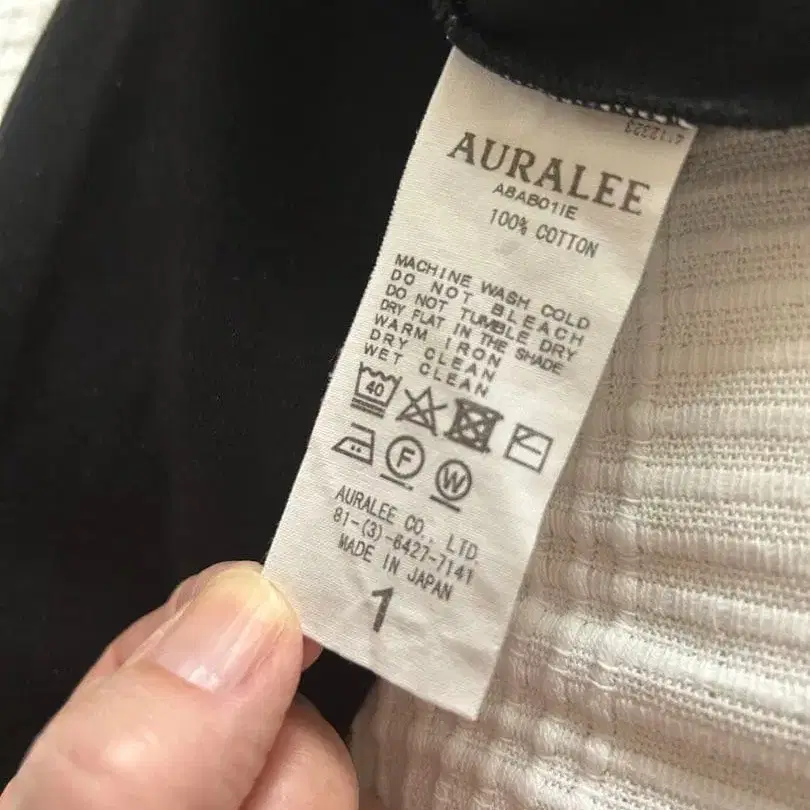 AURALEE
A8AB01IE
100% COTTON
MACHINE WASH COLD
DO NOT BLEACH
DO NOT TUMBLE DRY
DRY FLAT IN THE SHADE
WARM IRON
DRY CLEAN
WET CLEAN
40
F W
AURALEE CO., LTD.
81-(3)-6427-7141
MADE IN JAPAN
1